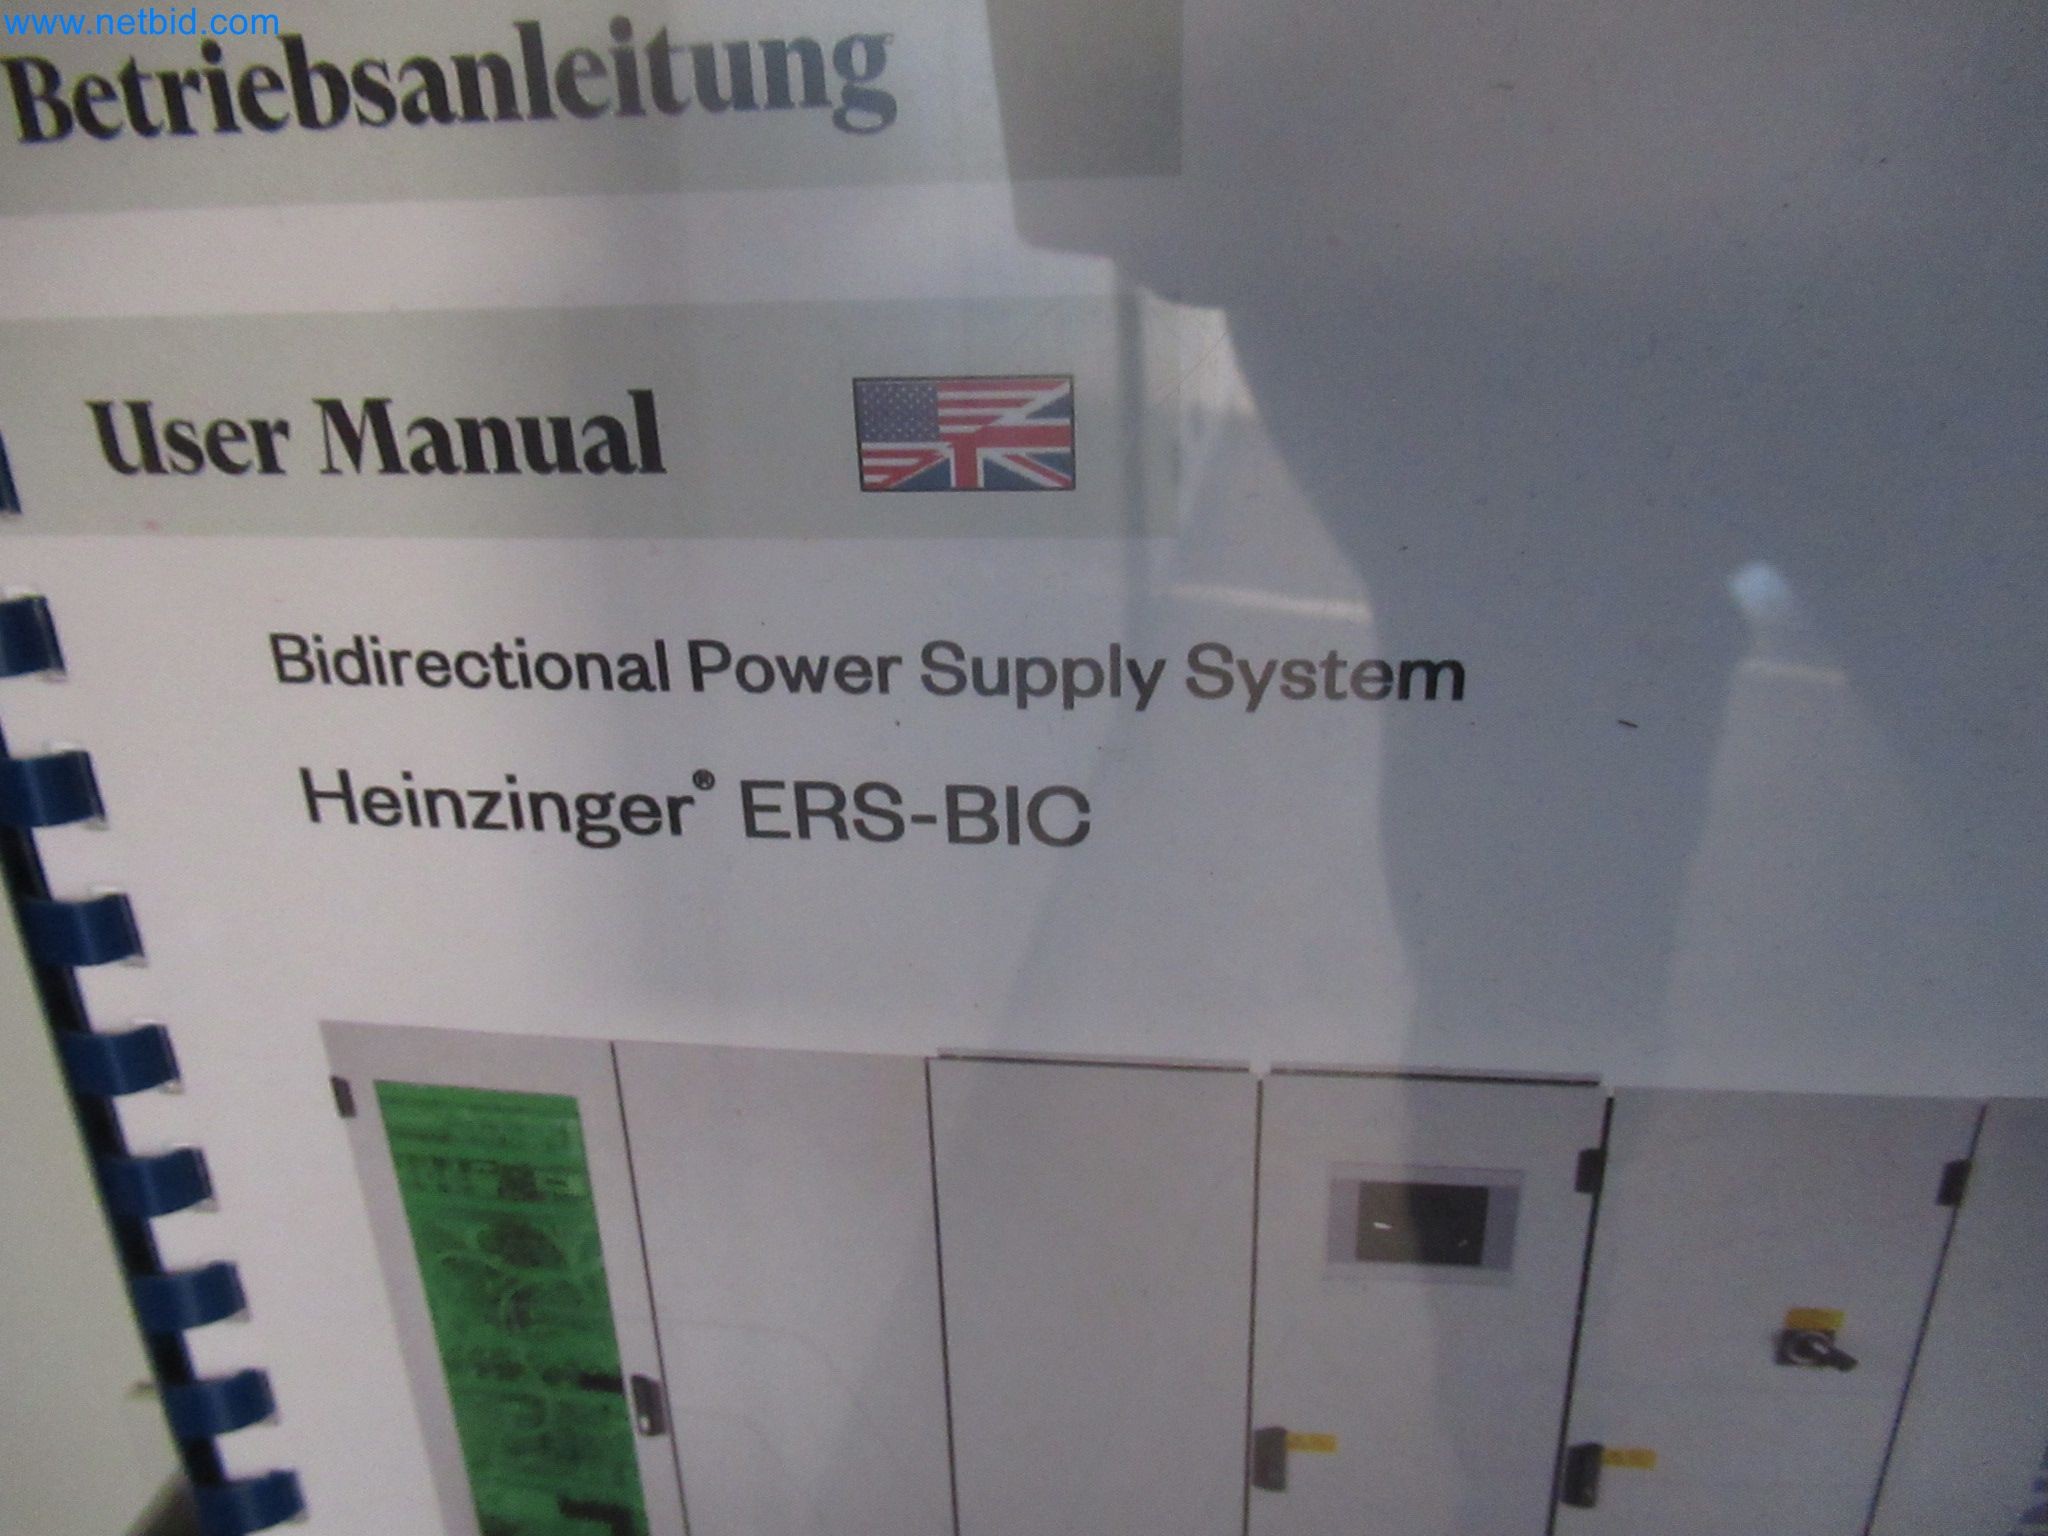 www.netbid.com
Betriebsanleitung
User Manual
Bidirectional Power Supply System
Heinzinger® ERS-BIC